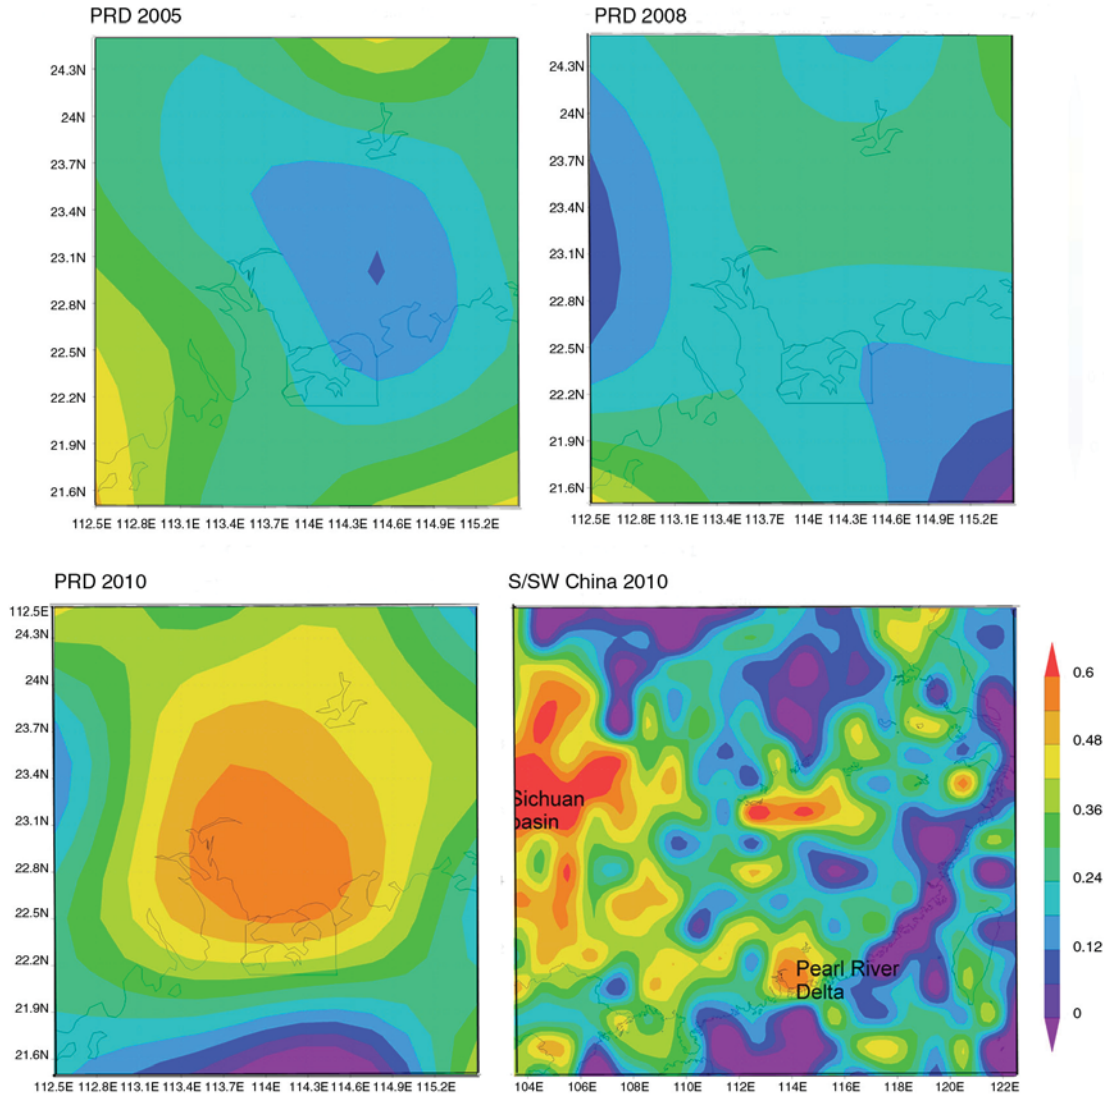 PRD 2005
PRD 2008
24.3N
24N
23.7N
23.4N
23.1N
22.8N
22.5N
22.2N
21.9N
21.6N
112.5E 112.8E 113.1E 113.4E 113.7E 114E 114.3E 114.6E 114.9E 115.2E
24.3N
24N
23.7N
23.4N
23.1N
22.8N
22.5N
22.2N
21.9N
21.6N
112.5E 112.8E 113.1E 113.4E 113.7E 114E 114.3E 114.6E 114.9E 115.2E
PRD 2010
S/SW China 2010
112.5E
24.3N
24N
23.7N
23.4N
23.1N
22.8N
22.5N
22.2N
21.9N
21.6N
112.5E 112.8E 113.1E 113.4E 114E 114.3E 114.6E 114.9E 115.2E
Sichuan
basin
Pearl River
Delta
104E 106E 108E 110E 112E 114E 116E 118E 120E 122E
0.6
0.48
0.36
0.24
0.12
0